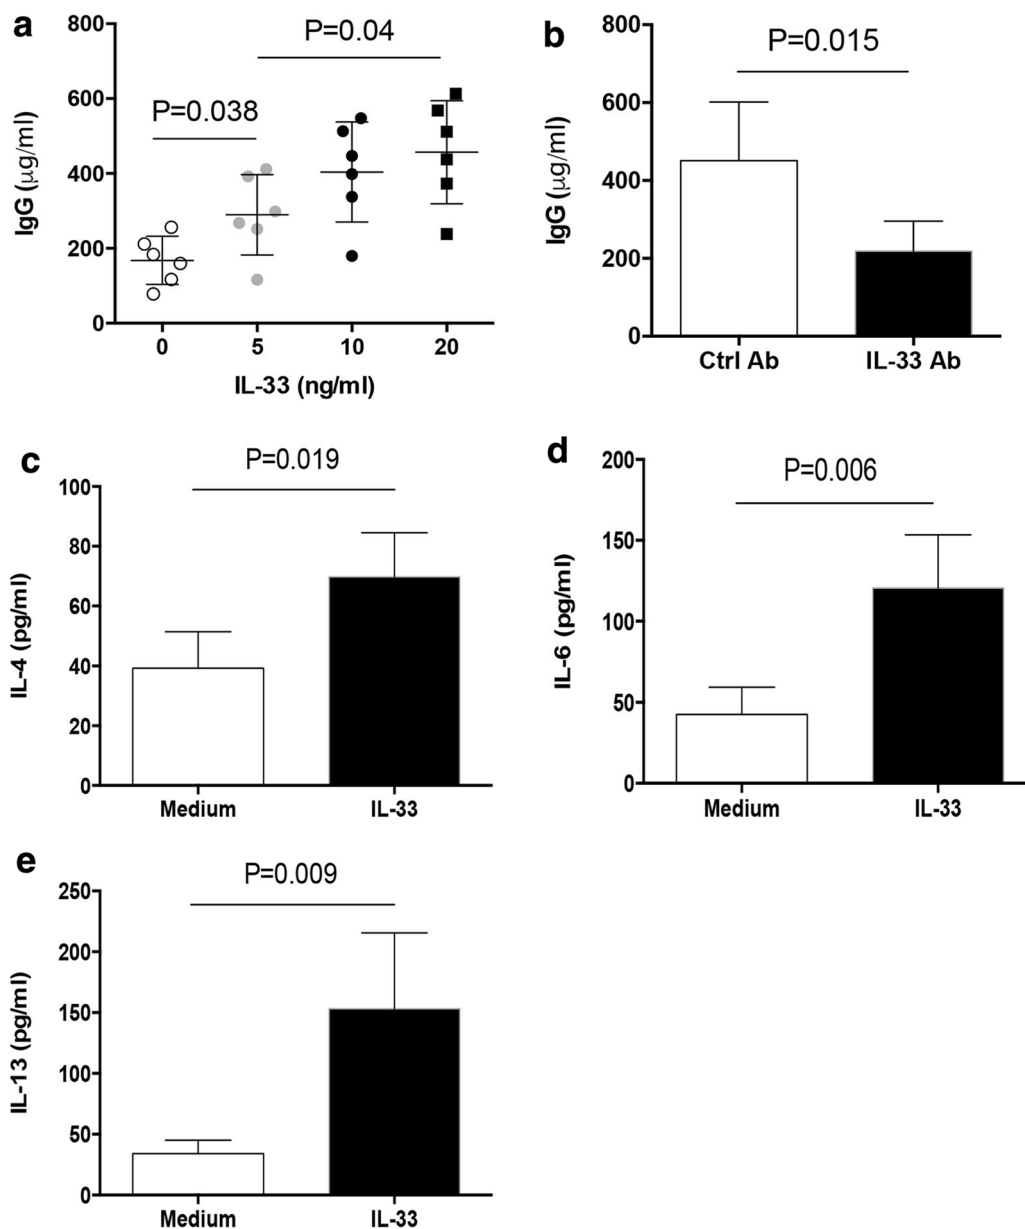 a
800
600
400
200
0
IgG (μg/ml)
P=0.038
P=0.04
0 5 10 20
IL-33 (ng/ml)
b
800
600
400
200
0
IgG (μg/ml)
P=0.015
Ctrl Ab IL-33 Ab
c
100
80
60
40
20
0
IL-4 (pg/ml)
P=0.019
Medium IL-33
d
200
150
100
50
0
IL-6 (pg/ml)
P=0.006
Medium IL-33
e
250
200
150
100
50
0
IL-13 (pg/ml)
P=0.009
Medium IL-33